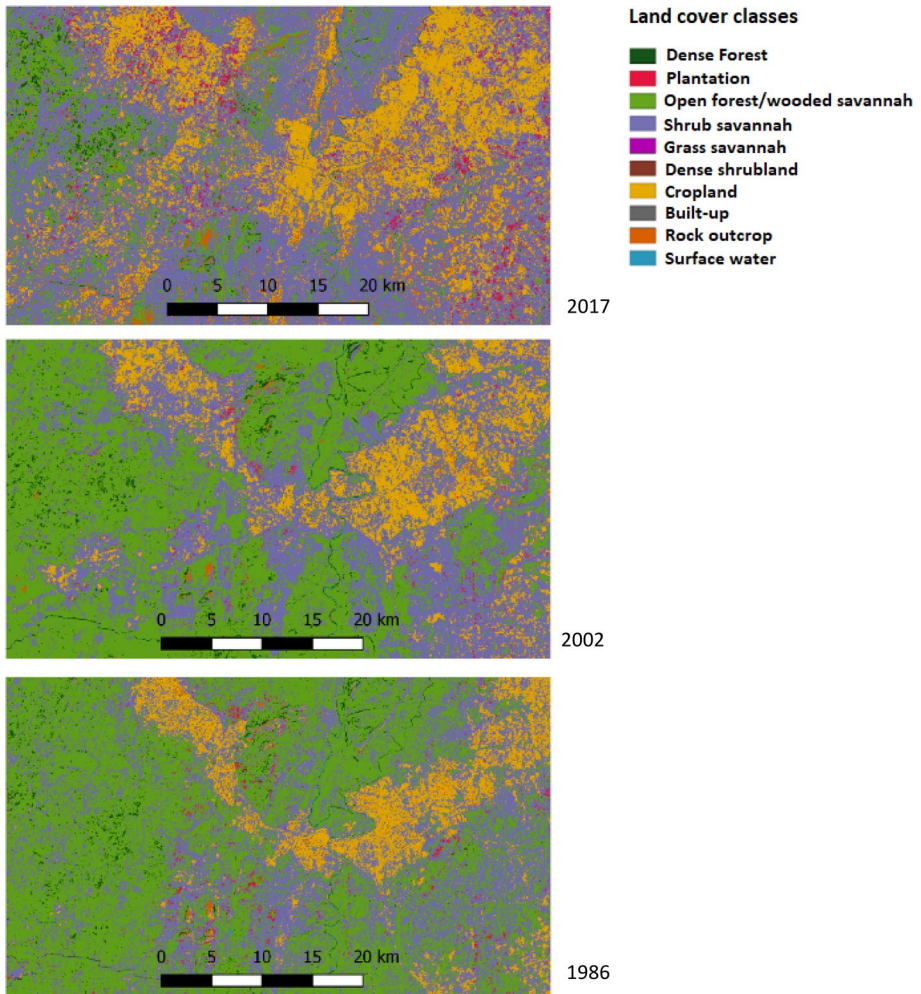 Land cover classes
Dense Forest
Plantation
Open forest/wooded savannah
Shrub savannah
Grass savannah
Dense shrubland
Cropland
Built-up
Rock outcrop
Surface water
0 5 10 15 20 km
2017
0 5 10 15 20 km
2002
0 5 10 15 20 km
1986